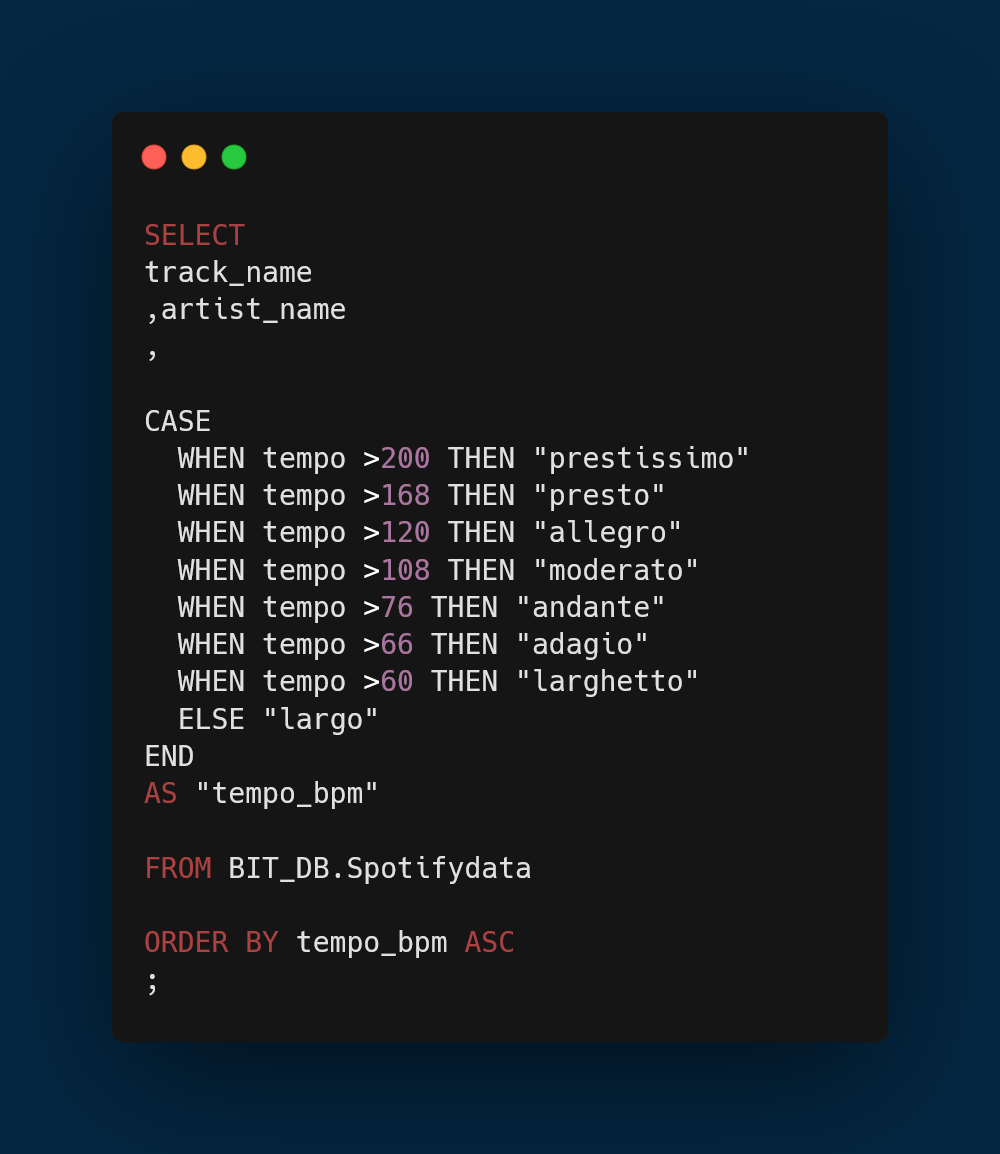 SELECT
track_name
,artist_name
,
CASE
  WHEN tempo >200 THEN "prestissimo"
  WHEN tempo >168 THEN "presto"
  WHEN tempo >120 THEN "allegro"
  WHEN tempo >108 THEN "moderato"
  WHEN tempo >76 THEN "andante"
  WHEN tempo >66 THEN "adagio"
  WHEN tempo >60 THEN "larghetto"
  ELSE "largo"
END
AS "tempo_bpm"
FROM BIT_DB.Spotifydata
ORDER BY tempo_bpm ASC
;